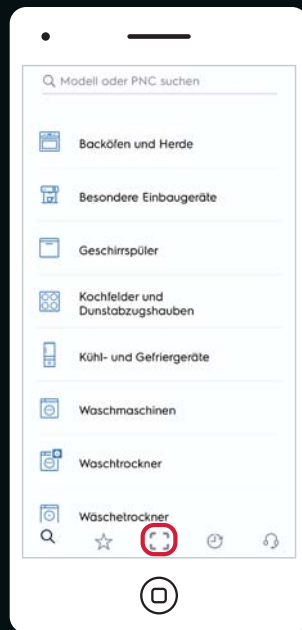 Modell oder PNC suchen
Backöfen und Herde
Besondere Einbaugeräte
Geschirrspüler
Kochfelder und
Dunstabzugshauben
Kühl- und Gefriergeräte
Waschmaschinen
Waschtrockner
Wäschetrockner